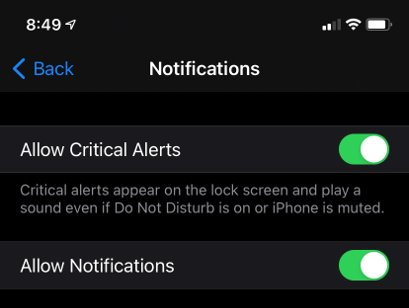 8:49
Back Notifications
Allow Critical Alerts
Critical alerts appear on the lock screen and play a
sound even if Do Not Disturb is on or iPhone is muted.
Allow Notifications